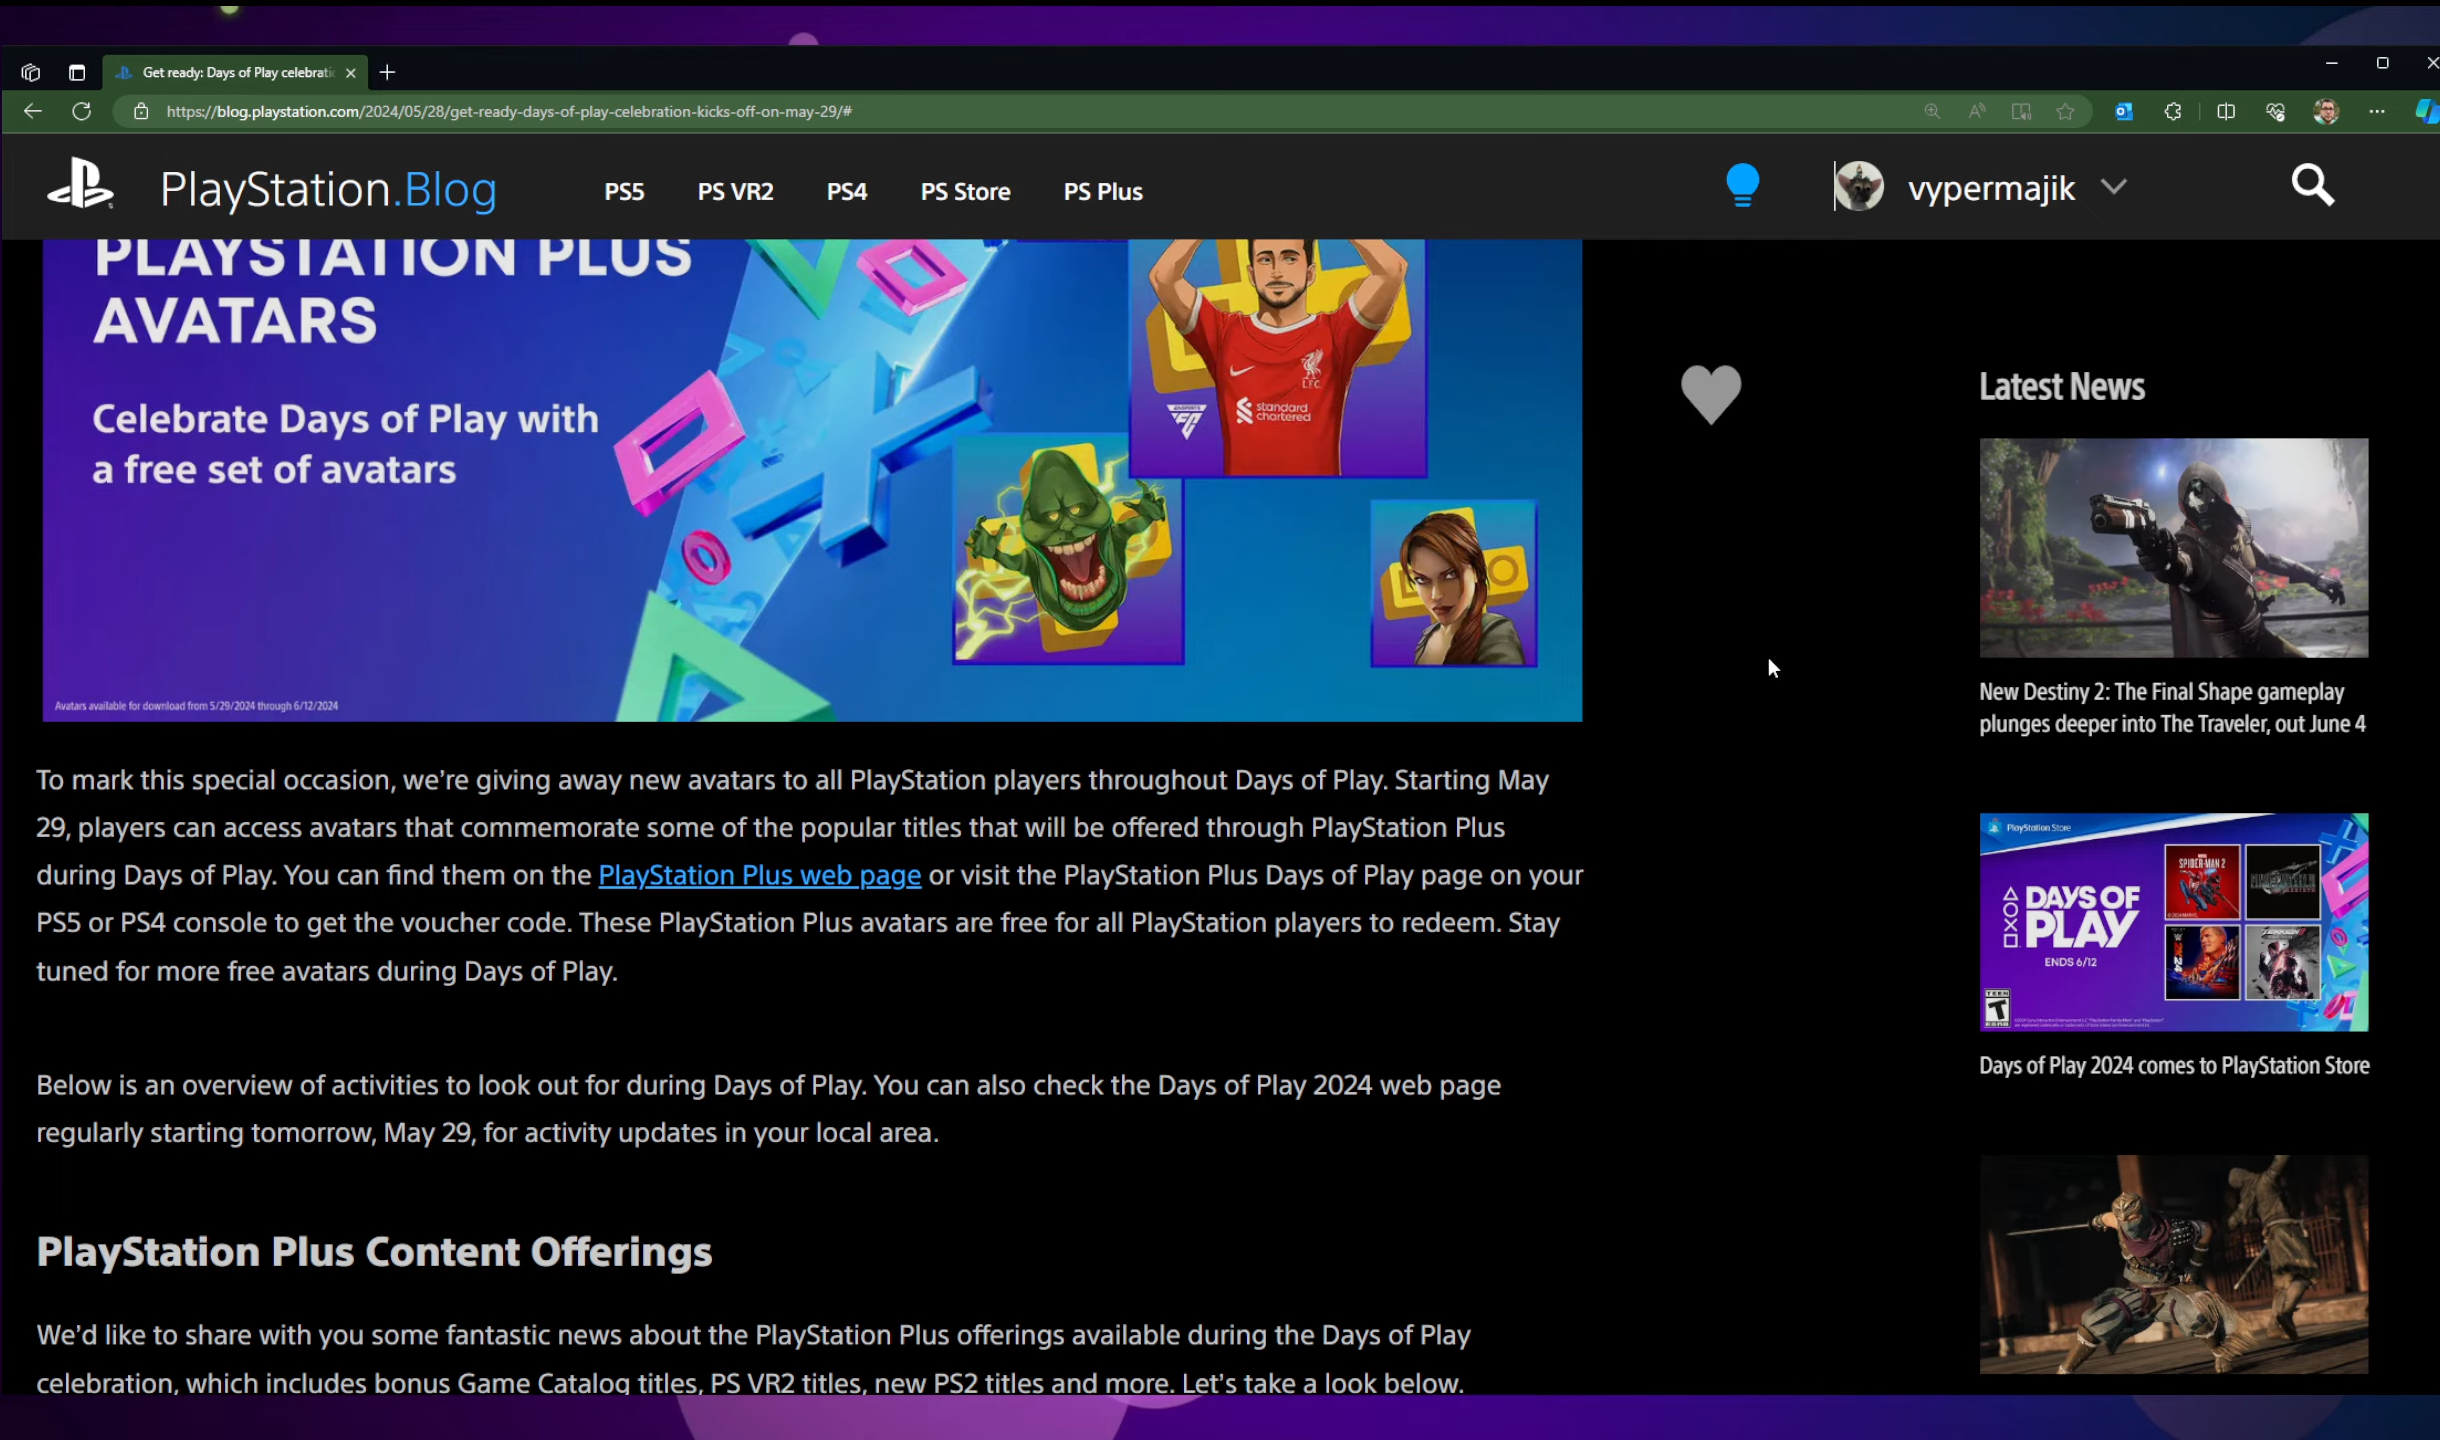 Get ready: Days of Play celebrati
https://blog.playstation.com/2024/05/28/get-ready-days-of-play-celebration-kicks-off-on-may-29/#
PlayStation.Blog
PS5
PS VR2
PS4
PS Store
PS Plus
vypermajik
PLAYSTATION PLUS
AVATARS
Celebrate Days of Play with
a free set of avatars
L.F.C.
standard
chartered
Avatars available for download from 5/29/2024 through 6/12/2024
To mark this special occasion, we’re giving away new avatars to all PlayStation players throughout Days of Play. Starting May
29, players can access avatars that commemorate some of the popular titles that will be offered through PlayStation Plus
during Days of Play. You can find them on the PlayStation Plus web page or visit the PlayStation Plus Days of Play page on your
PS5 or PS4 console to get the voucher code. These PlayStation Plus avatars are free for all PlayStation players to redeem. Stay
tuned for more free avatars during Days of Play.
Below is an overview of activities to look out for during Days of Play. You can also check the Days of Play 2024 web page
regularly starting tomorrow, May 29, for activity updates in your local area.
PlayStation Plus Content Offerings
We’d like to share with you some fantastic news about the PlayStation Plus offerings available during the Days of Play
celebration, which includes bonus Game Catalog titles, PS VR2 titles, new PS2 titles and more. Let’s take a look below.
Latest News
New Destiny 2: The Final Shape gameplay
plunges deeper into The Traveler, out June 4
PlayStation Store
SPIDER-MAN 2
DAYS OF
PLAY
ENDS 6/12
2K24
TEEN
T
Days of Play 2024 comes to PlayStation Store